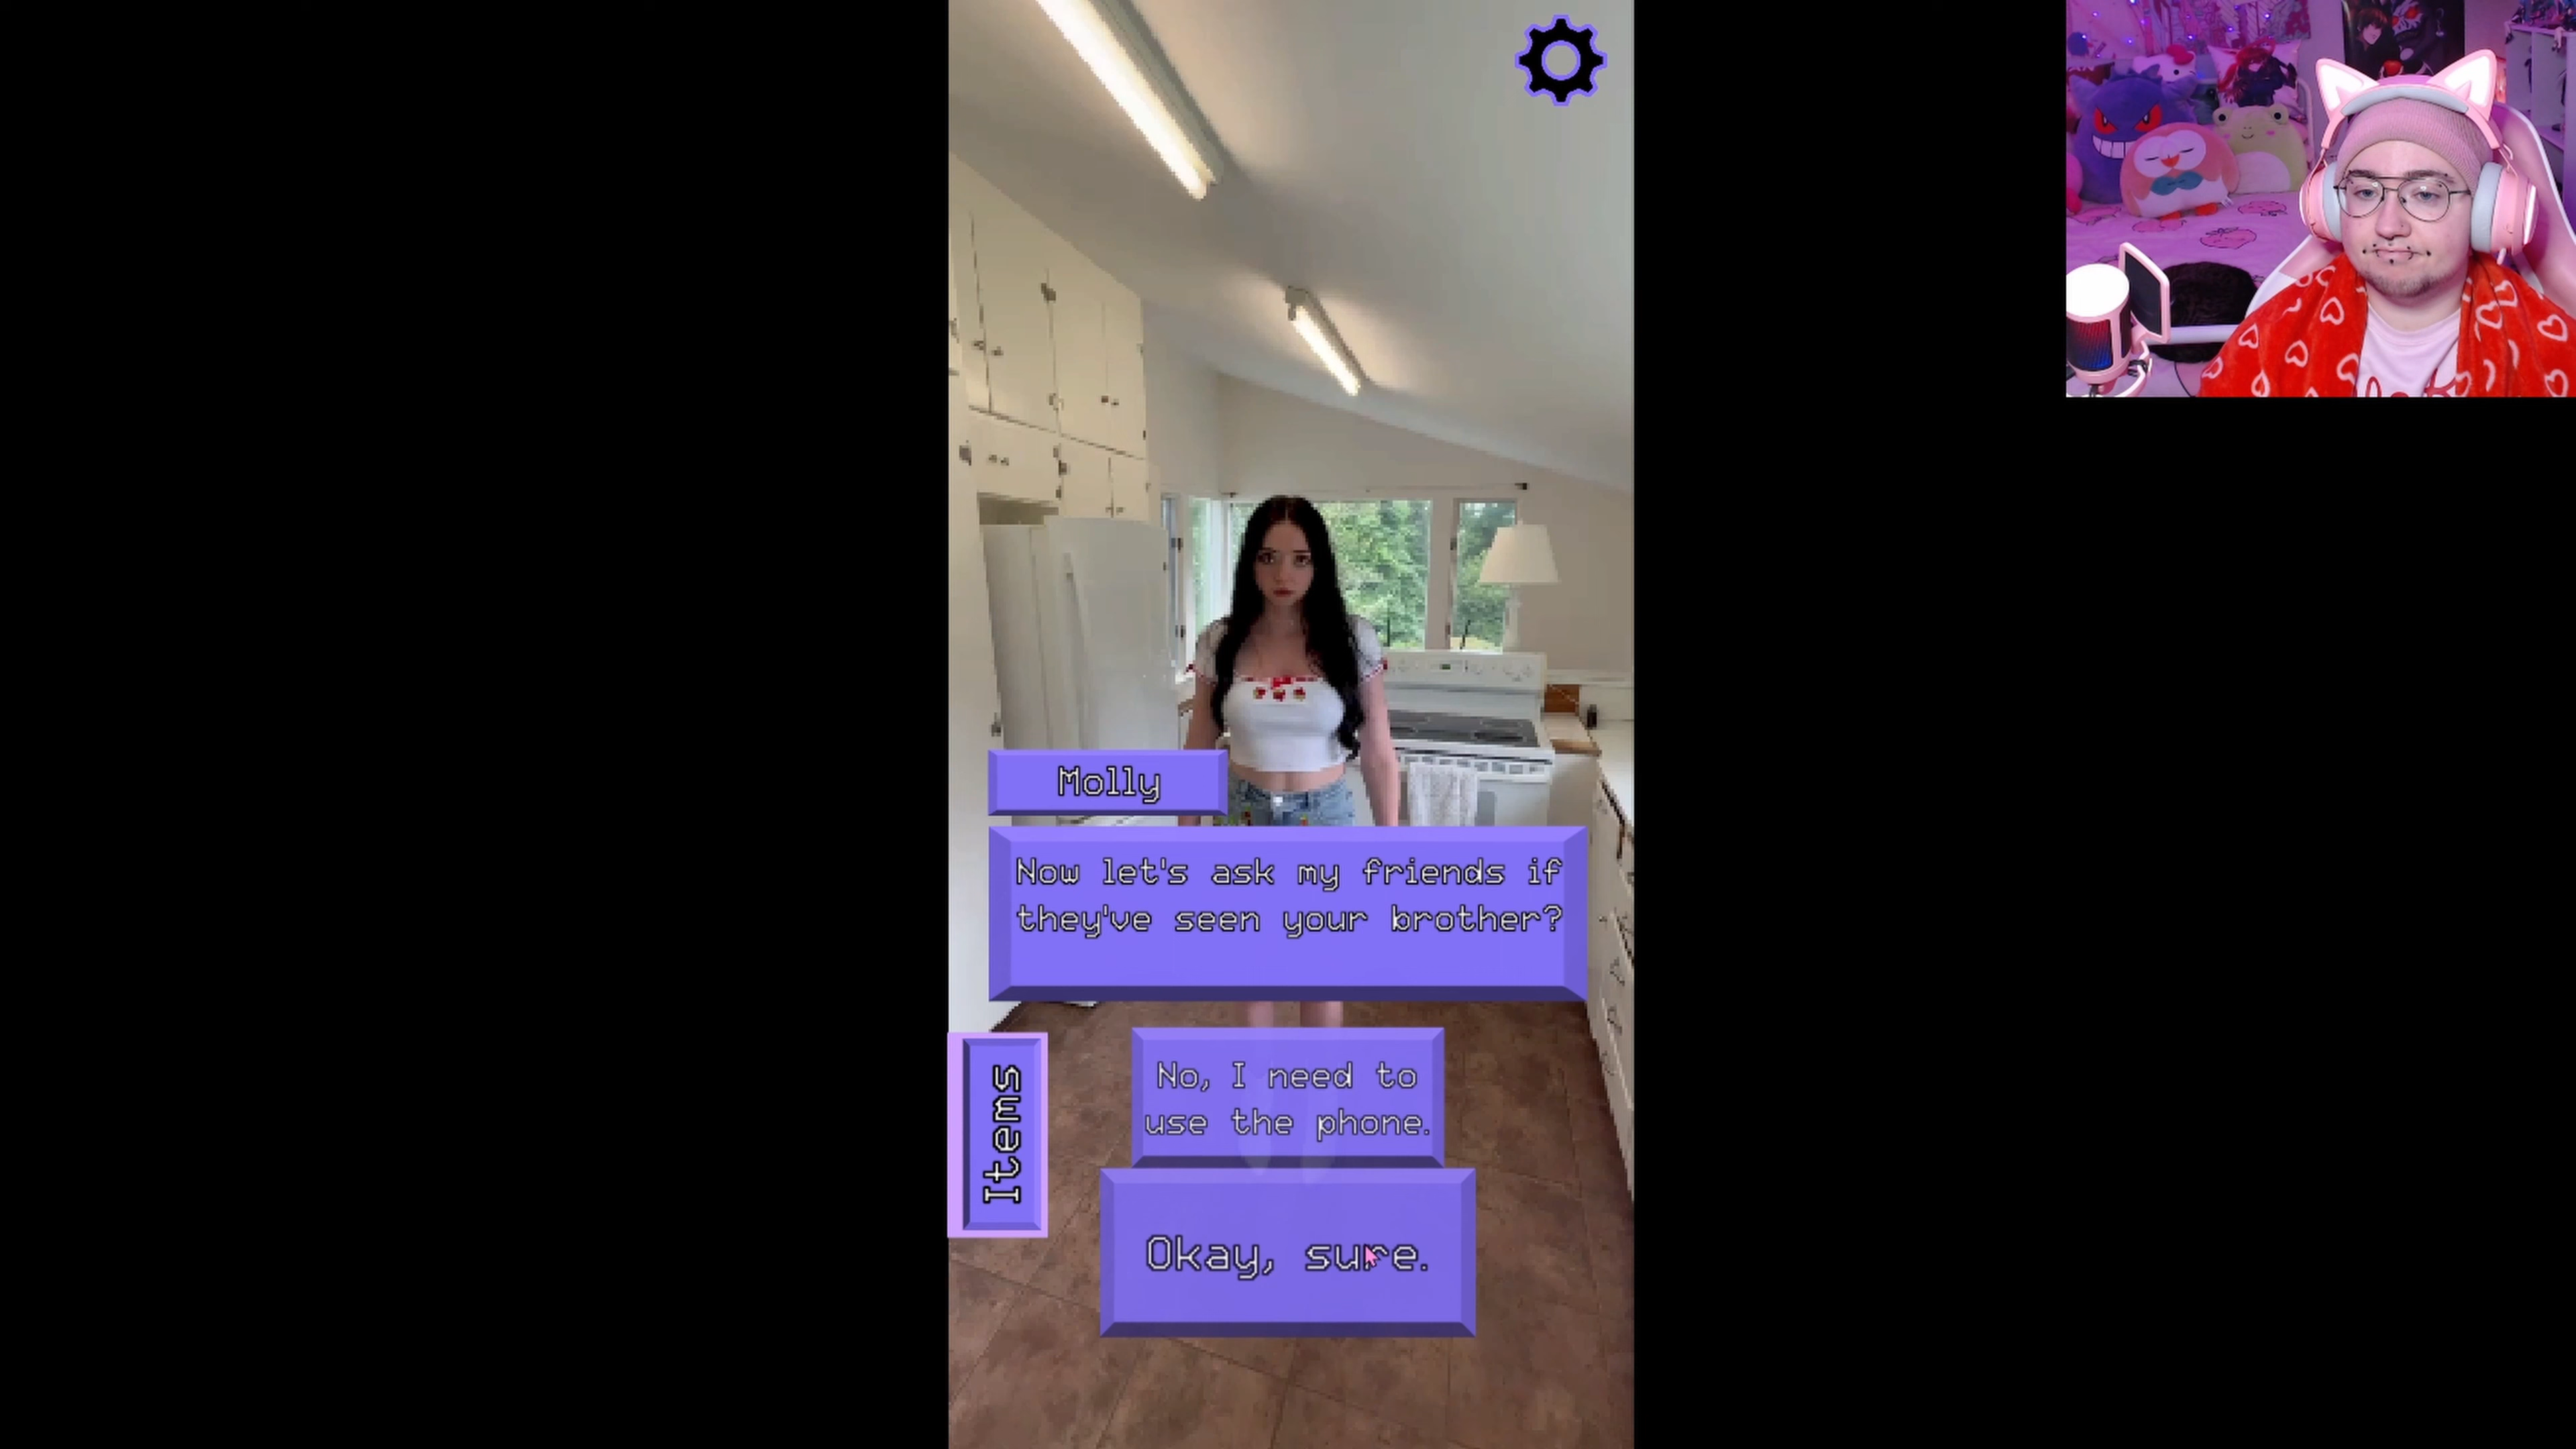 Molly
Now let's ask my friends if
they've seen your brother?
No, I need to
use the phone.
Items
Okay, sure.